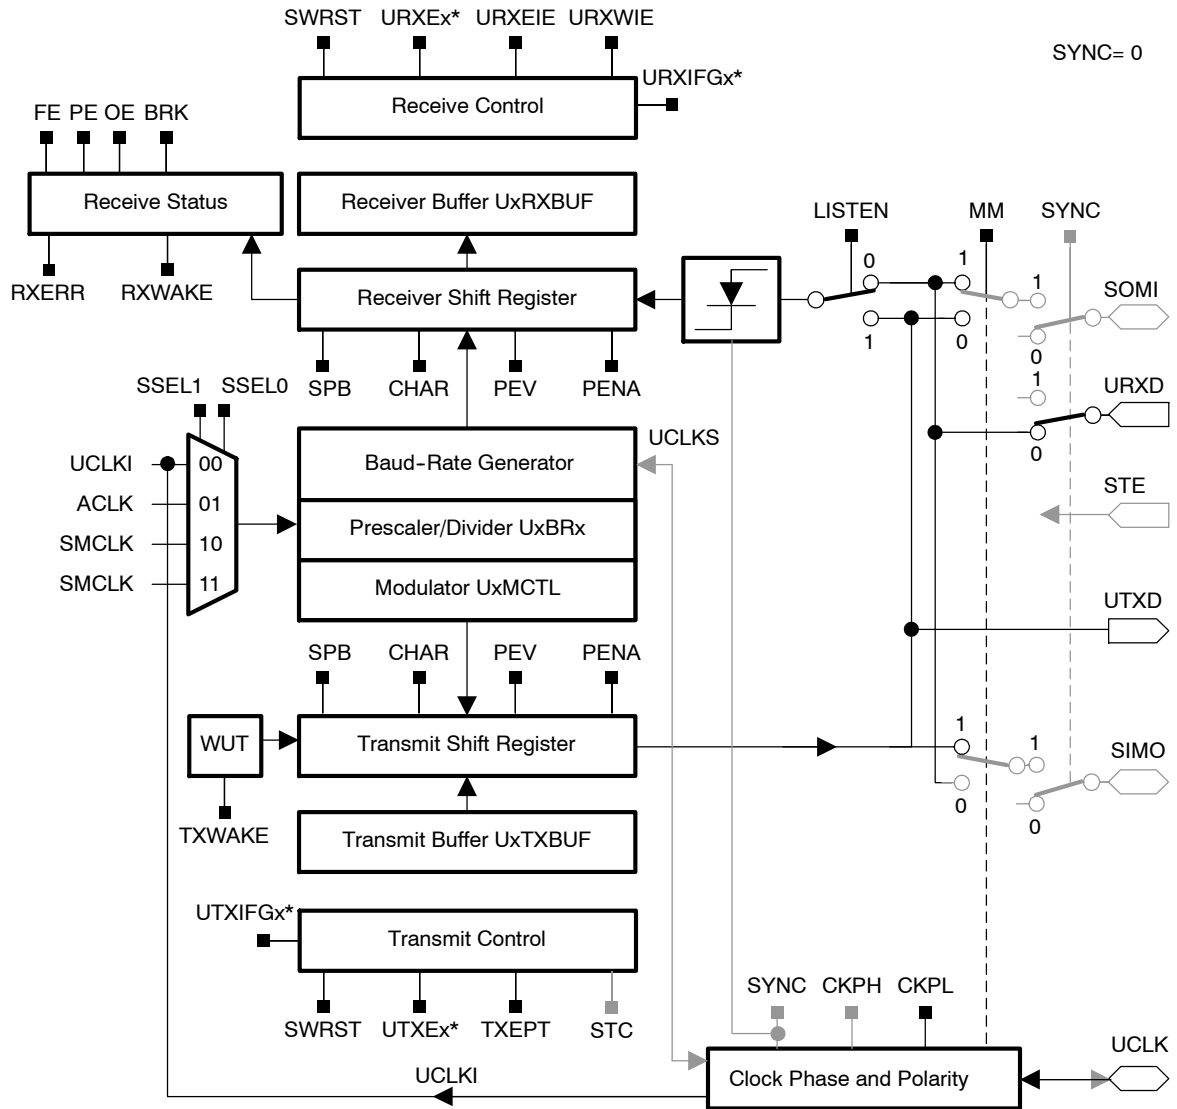 SWRST URXEx* URXEIE URXWIE
SYNC= 0
URXIFGx*
Receive Control
FE PE OE BRK
Receive Status
Receiver Buffer UxRXBUF
LISTEN MM SYNC
RXERR RXWAKE
Receiver Shift Register
0 1 1
SOMI
1 0 0
SPB CHAR PEV PENA
SSEL1 SSEL0
1
URXD
0
UCLKS
UCLKI 00
Baud-Rate Generator
ACLK 01
STE
Prescaler/Divider UxBRx
SMCLK 10
SMCLK 11
Modulator UxMCTL
UTXD
SPB CHAR PEV PENA
WUT
Transmit Shift Register
1 1
SIMO
0 0
TXWAKE
Transmit Buffer UxTXBUF
UTXIFGx*
Transmit Control
SYNC CKPH CKPL
SWRST UTXEx* TXEPT STC
UCLK
UCLKI
Clock Phase and Polarity